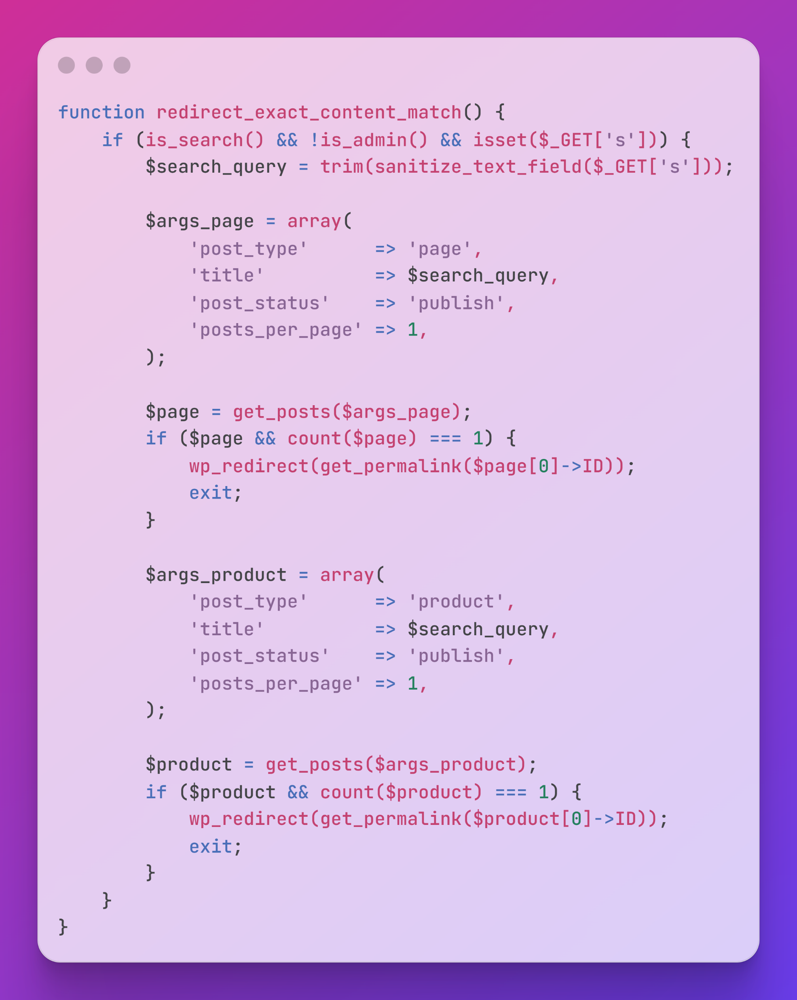 function redirect_exact_content_match() {
    if (is_search() && !is_admin() && isset($_GET['s'])) {
        $search_query = trim(sanitize_text_field($_GET['s']));

        $args_page = array(
            'post_type'      => 'page',
            'title'          => $search_query,
            'post_status'    => 'publish',
            'posts_per_page' => 1,
        );

        $page = get_posts($args_page);
        if ($page && count($page) === 1) {
            wp_redirect(get_permalink($page[0]->ID));
            exit;
        }

        $args_product = array(
            'post_type'      => 'product',
            'title'          => $search_query,
            'post_status'    => 'publish',
            'posts_per_page' => 1,
        );

        $product = get_posts($args_product);
        if ($product && count($product) === 1) {
            wp_redirect(get_permalink($product[0]->ID));
            exit;
        }
    }
}